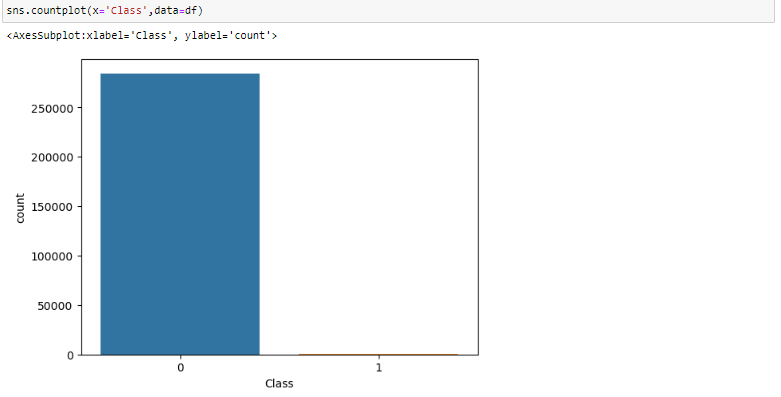 sns.countplot(x='Class',data=df)
<AxesSubplot:xlabel='Class', ylabel='count'>
250000
200000
150000
100000
50000
0
count
0 1
Class